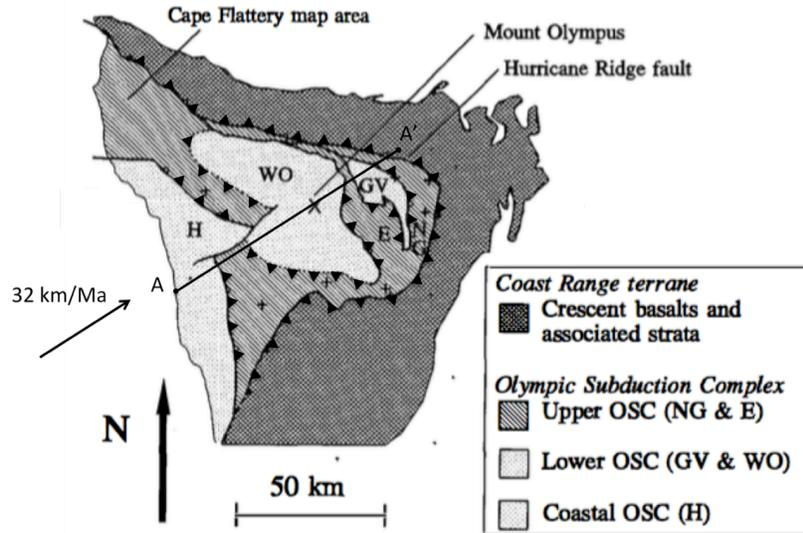 Cape Flattery map area
Mount Olympus
Hurricane Ridge fault
A'
WO
GV
H
E
N
G
A
32 km/Ma
N
50 km
Coast Range terrane
Crescent basalts and
associated strata
Olympic Subduction Complex
Upper OSC (NG & E)
Lower OSC (GV & WO)
Coastal OSC (H)